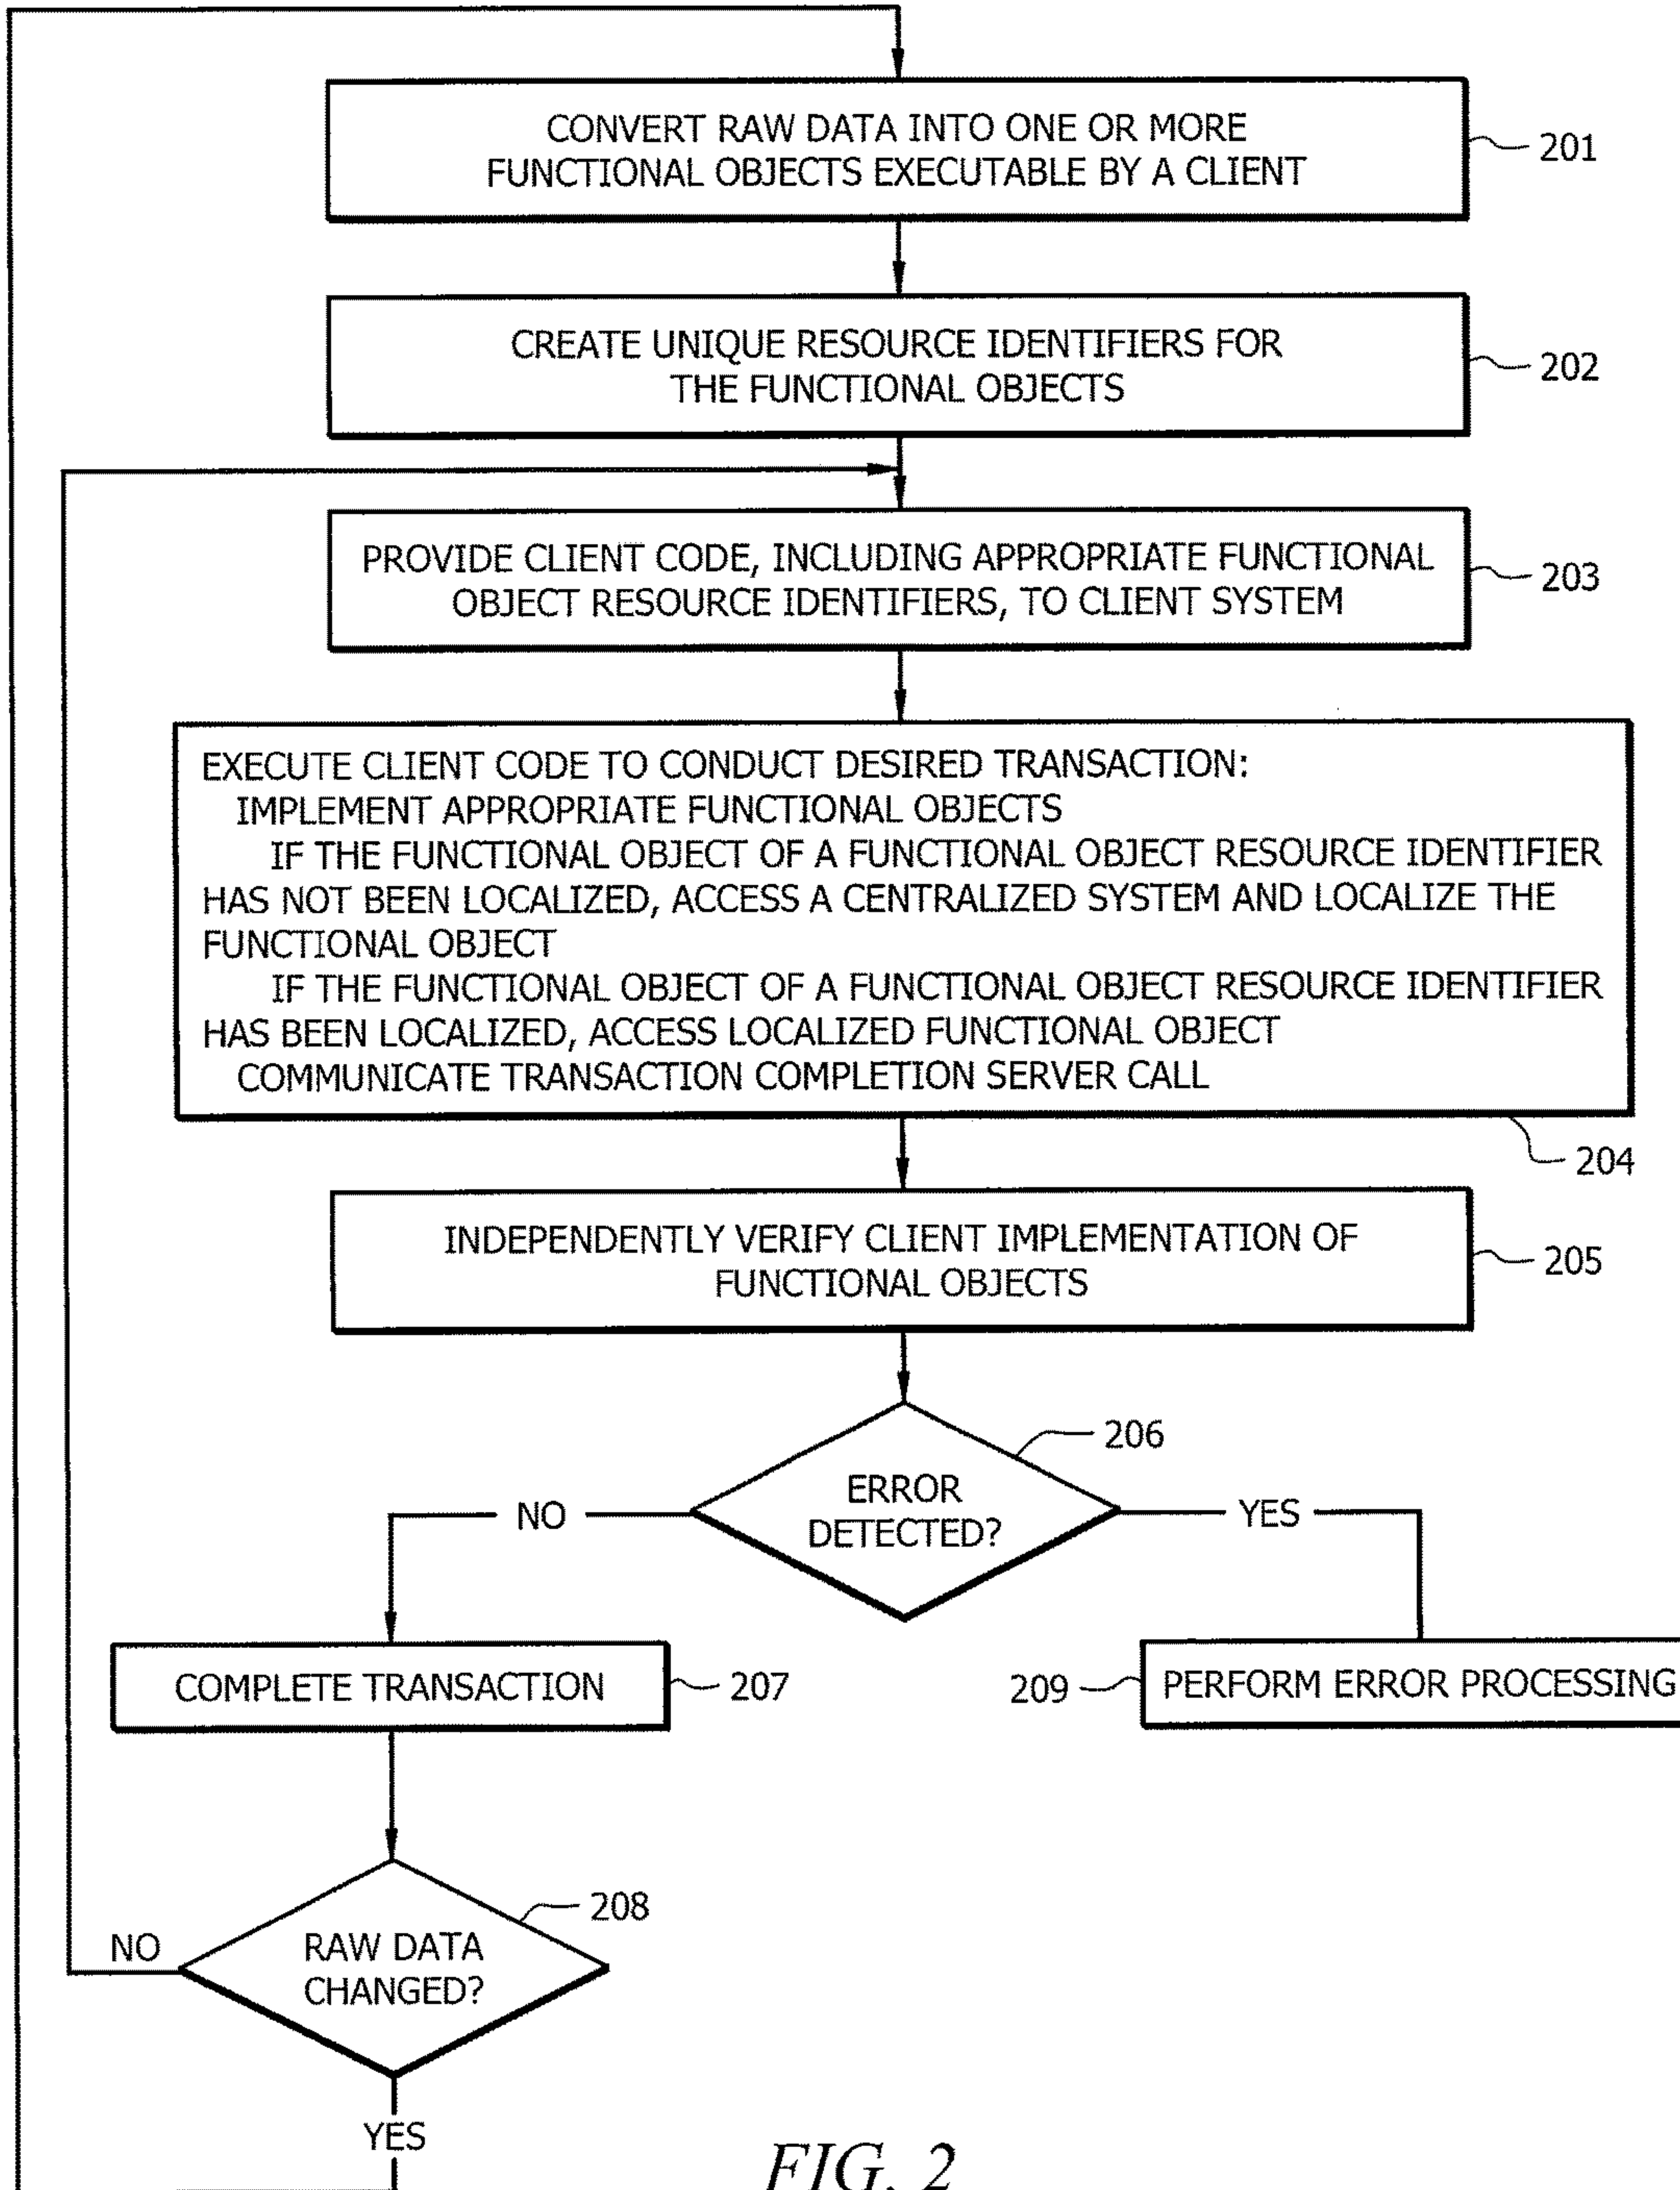 CONVERT RAW DATA INTO ONE OR MORE
FUNCTIONAL OBJECTS EXECUTABLE BY A CLIENT
201
CREATE UNIQUE RESOURCE IDENTIFIERS FOR
THE FUNCTIONAL OBJECTS
202
PROVIDE CLIENT CODE, INCLUDING APPROPRIATE FUNCTIONAL
OBJECT RESOURCE IDENTIFIERS, TO CLIENT SYSTEM
203
EXECUTE CLIENT CODE TO CONDUCT DESIRED TRANSACTION:
IMPLEMENT APPROPRIATE FUNCTIONAL OBJECTS
IF THE FUNCTIONAL OBJECT OF A FUNCTIONAL OBJECT RESOURCE IDENTIFIER
HAS NOT BEEN LOCALIZED, ACCESS A CENTRALIZED SYSTEM AND LOCALIZE THE
FUNCTIONAL OBJECT
IF THE FUNCTIONAL OBJECT OF A FUNCTIONAL OBJECT RESOURCE IDENTIFIER
HAS BEEN LOCALIZED, ACCESS LOCALIZED FUNCTIONAL OBJECT
COMMUNICATE TRANSACTION COMPLETION SERVER CALL
204
INDEPENDENTLY VERIFY CLIENT IMPLEMENTATION OF
FUNCTIONAL OBJECTS
205
206
ERROR
DETECTED?
NO
YES
COMPLETE TRANSACTION
207
209
PERFORM ERROR PROCESSING
208
RAW DATA
CHANGED?
NO
YES
FIG. 2